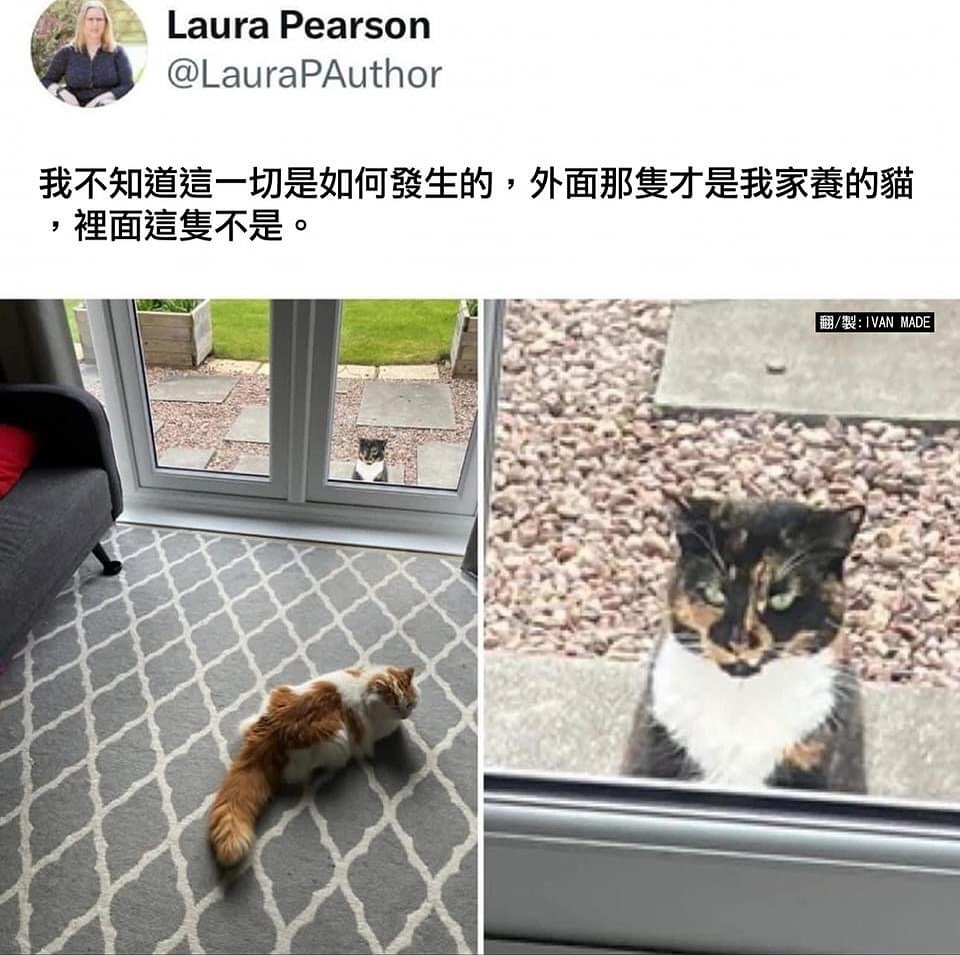 Laura Pearson
@LauraPAuthor
我不知道這一切是如何發生的，外面那隻才是我家養的貓
，裡面這隻不是。
翻/製:IVAN MADE